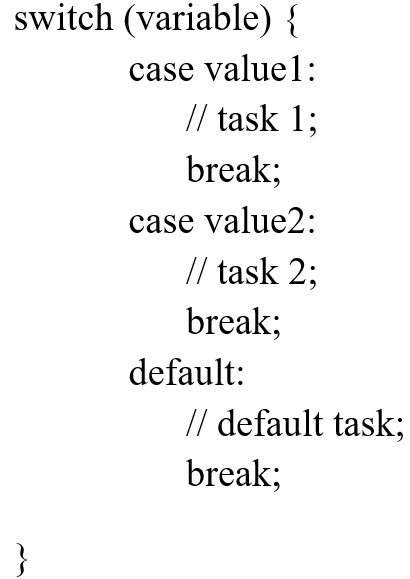 switch (variable) {
case value1:
// task 1;
break;
case value2:
// task 2;
break;
default:
// default task;
break;
}